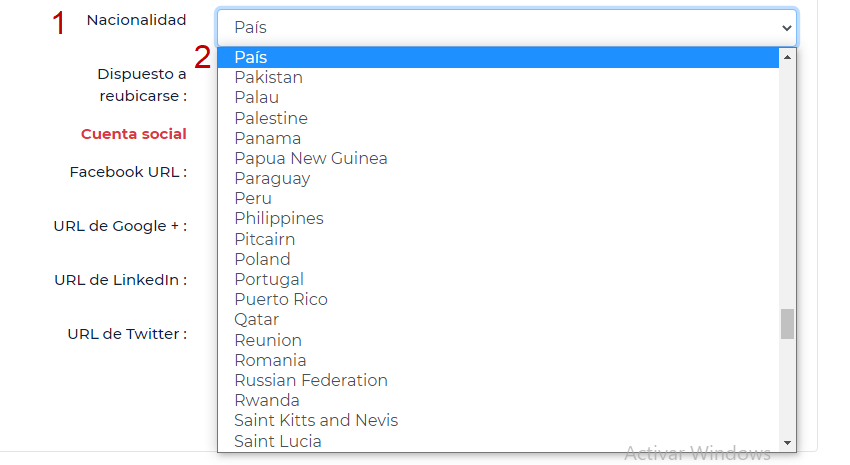 1
Nacionalidad
País
2
País
Pakistan
Palau
Palestine
Panama
Papua New Guinea
Paraguay
Peru
Philippines
Pitcairn
Poland
Portugal
Puerto Rico
Qatar
Reunion
Romania
Russian Federation
Rwanda
Saint Kitts and Nevis
Saint Lucia
Dispuesto a
reubicarse :
Cuenta social
Facebook URL :
URL de Google + :
URL de LinkedIn :
URL de Twitter :
Activar Windows